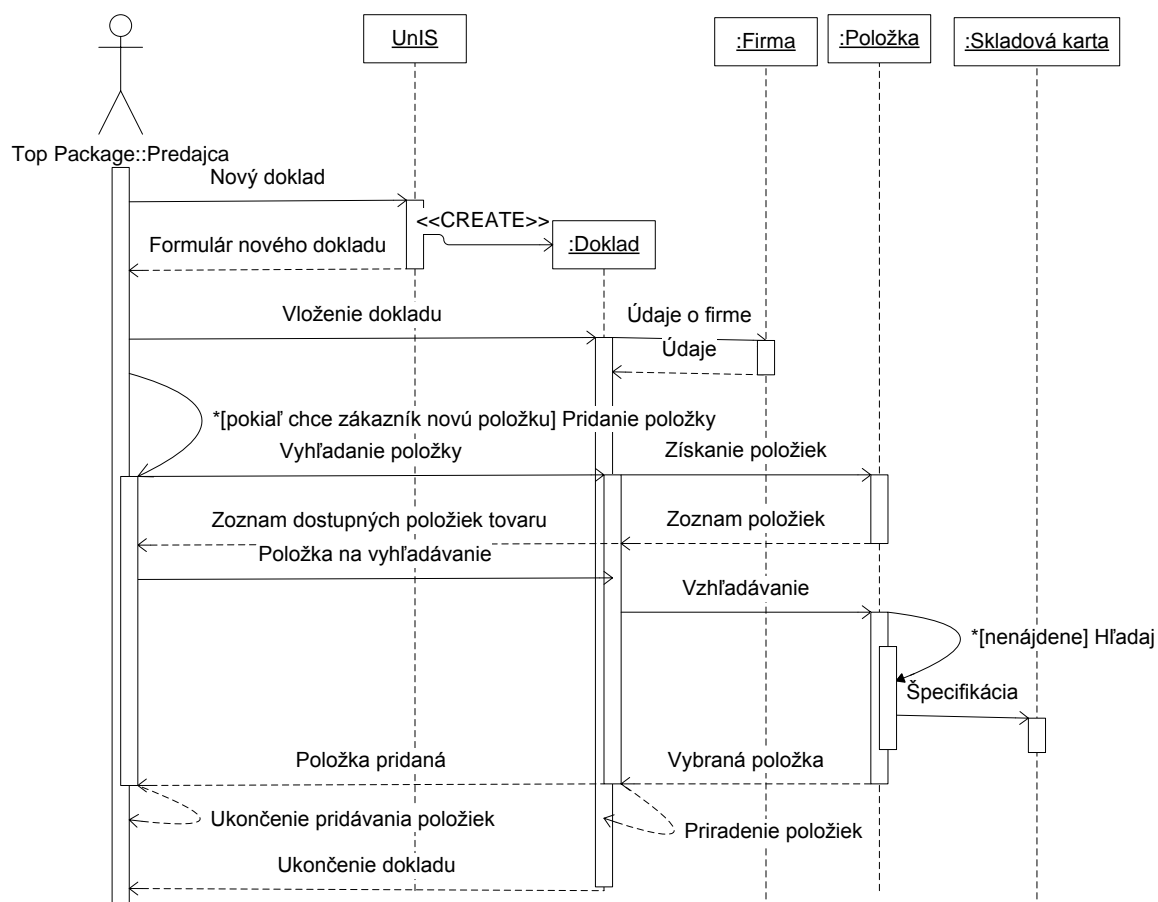 UnIS
:Firma
:Položka
:Skladová karta
Top Package::Predajca
Nový doklad
<<CREATE>>
:Doklad
Formulár nového dokladu
Vloženie dokladu
Údaje o firme
Údaje
*[pokiaľ chce zákazník novú položku] Pridanie položky
Vyhľadanie položky
Získanie položiek
Zoznam dostupných položiek tovaru
Zoznam položiek
Položka na vyhľadávanie
Vzhľadávanie
*[nenájdene] Hľadaj
Špecifikácia
Položka pridaná
Vybraná položka
Ukončenie pridávania položiek
Priradenie položiek
Ukončenie dokladu